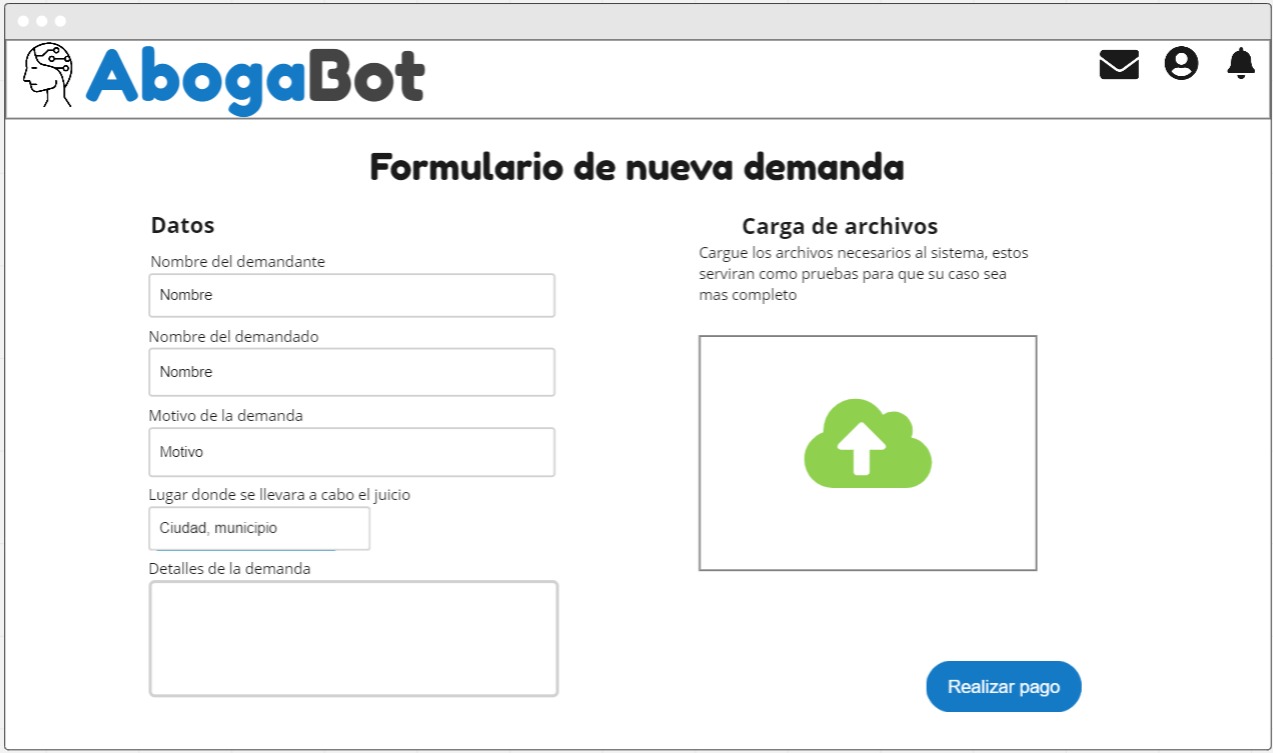 AbogaBot
Formulario de nueva demanda
Datos
Nombre del demandante
Nombre
Nombre del demandado
Nombre
Motivo de la demanda
Motivo
Lugar donde se llevara a cabo el juicio
Ciudad, municipio
Detalles de la demanda
Carga de archivos
Cargue los archivos necesarios al sistema, estos
serviran como pruebas para que su caso sea
mas completo
Realizar pago